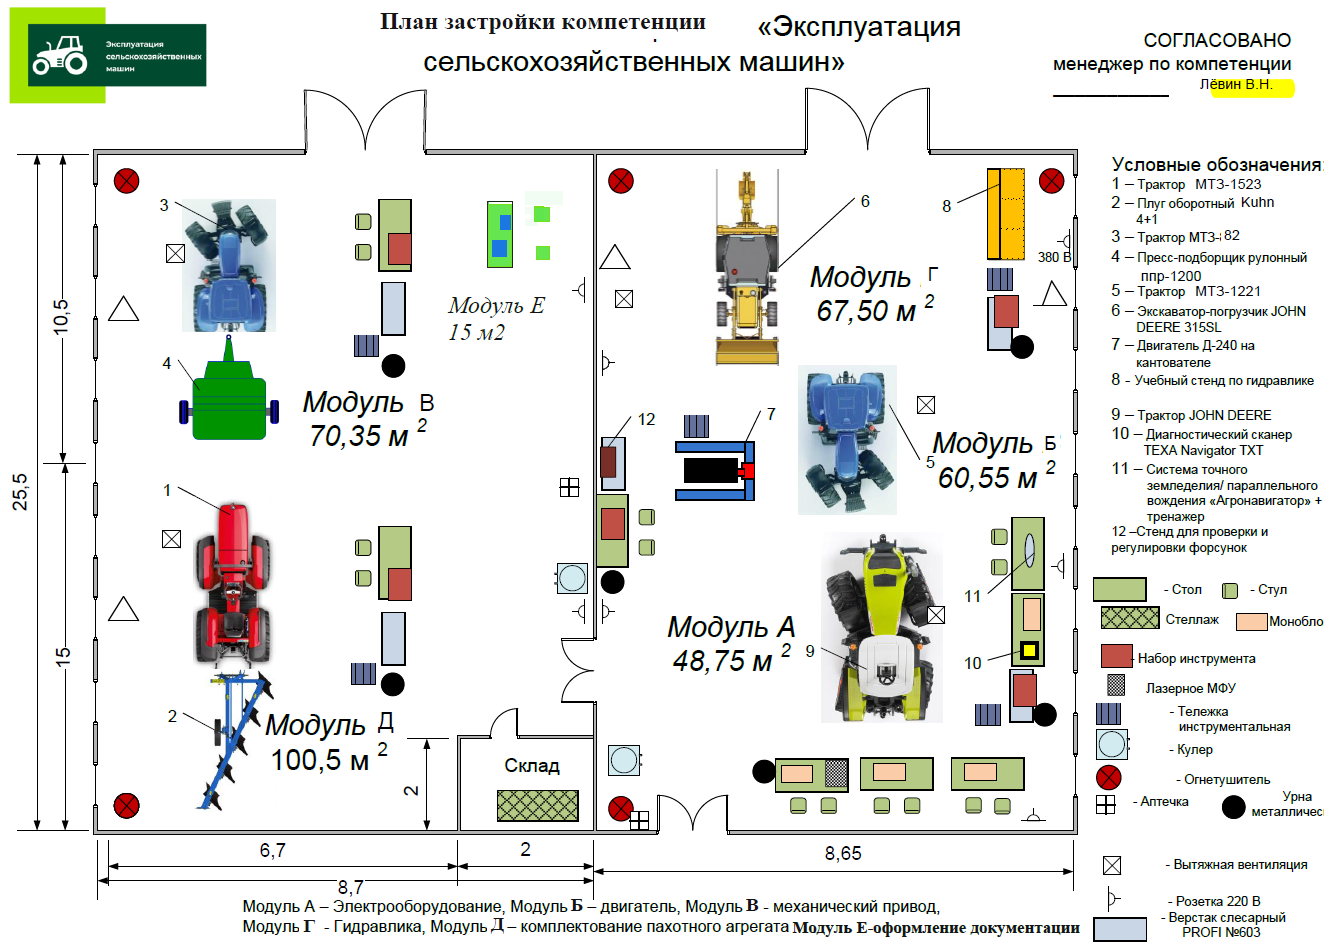 План застройки компетенции «Эксплуатация
сельскохозяйственных машин»
Эксплуатация
сельскохозяйственных
машин
СОГЛАСОВАНО
менеджер по компетенции
Лёвин В.Н.
Условные обозначения:
1 – Трактор МТЗ-1523
2 – Плуг оборотный Kuhn
4+1
3 – Трактор МТЗ-82
4 – Пресс-подборщик рулонный
ппр-1200
5 – Трактор МТЗ-1221
6 – Экскаватор-погрузчик JOHN
DEERE 315SL
7 – Двигатель Д-240 на
кантователе
8 - Учебный стенд по гидравлике
9 – Трактор JOHN DEERE
10 – Диагностический сканер
TEXA Navigator TXT
11 – Система точного
земледелия/ параллельного
вождения «Агронавигатор» +
тренажер
12 –Стенд для проверки и
регулировки форсунок
- Стол
- Стул
Стеллаж
Монобло
- Набор инструмента
Лазерное МФУ
- Тележка
инструментальная
- Кулер
- Огнетушитель
- Аптечка
Урна
металличес
- Вытяжная вентиляция
- Розетка 220 В
- Верстак слесарный
PROFI №603
3
4
Модуль Е
15 м2
Модуль В
70,35 м 2
1
2
Модуль Д
100,5 м 2
Склад
6
8
380 В
Модуль Г
67,50 м 2
12
7
5
Модуль Б
60,55 м 2
11
10
9
Модуль А
48,75 м 2
25,5
10,5
15
2
6,7
2
8,7
8,65
Модуль А – Электрооборудование, Модуль Б – двигатель, Модуль В - механический привод,
Модуль Г - Гидравлика, Модуль Д – комплектование пахотного агрегата Модуль Е-оформление документации